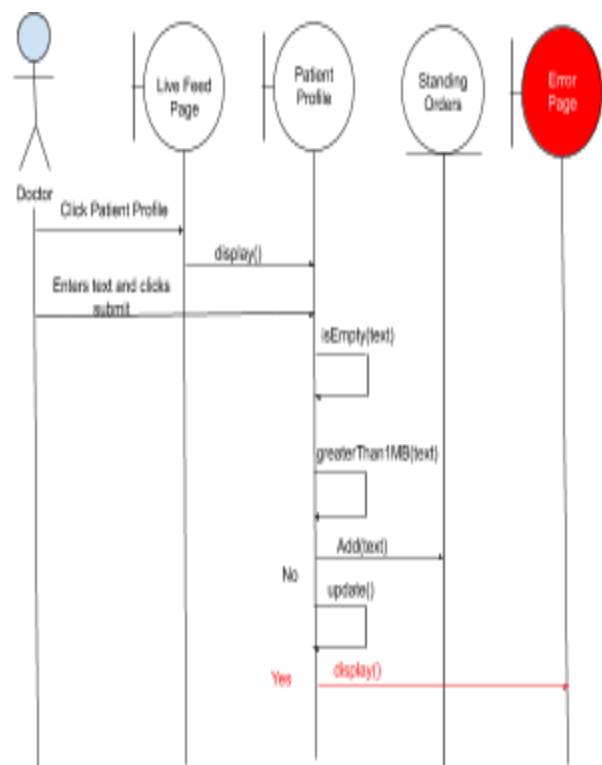 Live Feed
Page
Patient
Profile
Standing
Orders
Error
Page
Doctor
Click Patient Profile
display()
Enters text and clicks
submit
isEmpty(text)
greaterThan1MB(text)
Add(text)
No
update()
Yes
display()